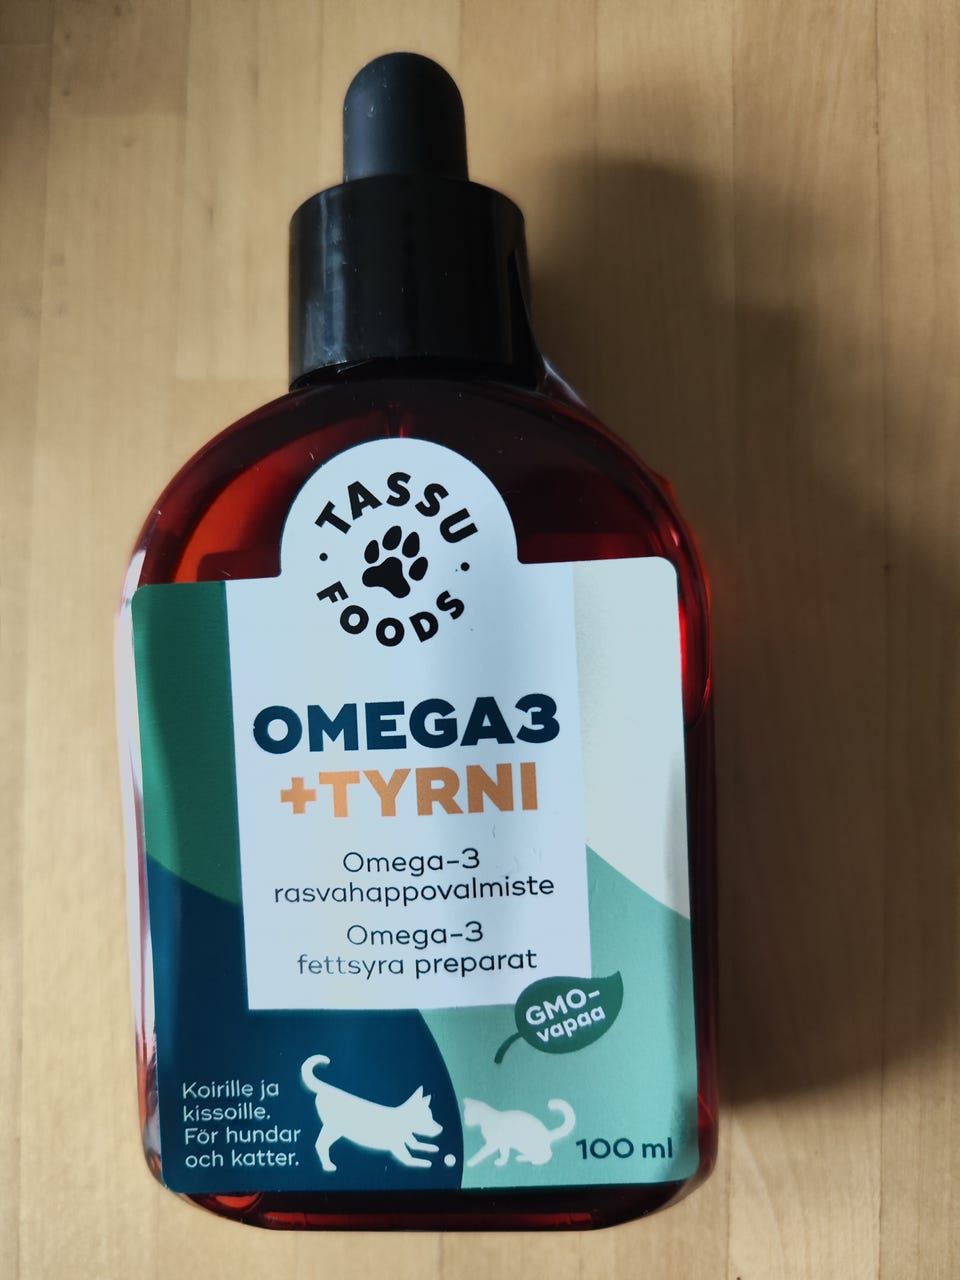 TASSU
FOODS
OMEGA3
+TYRNI
Omega-3
rasvahappovalmiste
Omega-3
fettsyra preparat
GMO-
vapaa
Koirille ja
kissoille.
För hundar
och katter.
100 ml